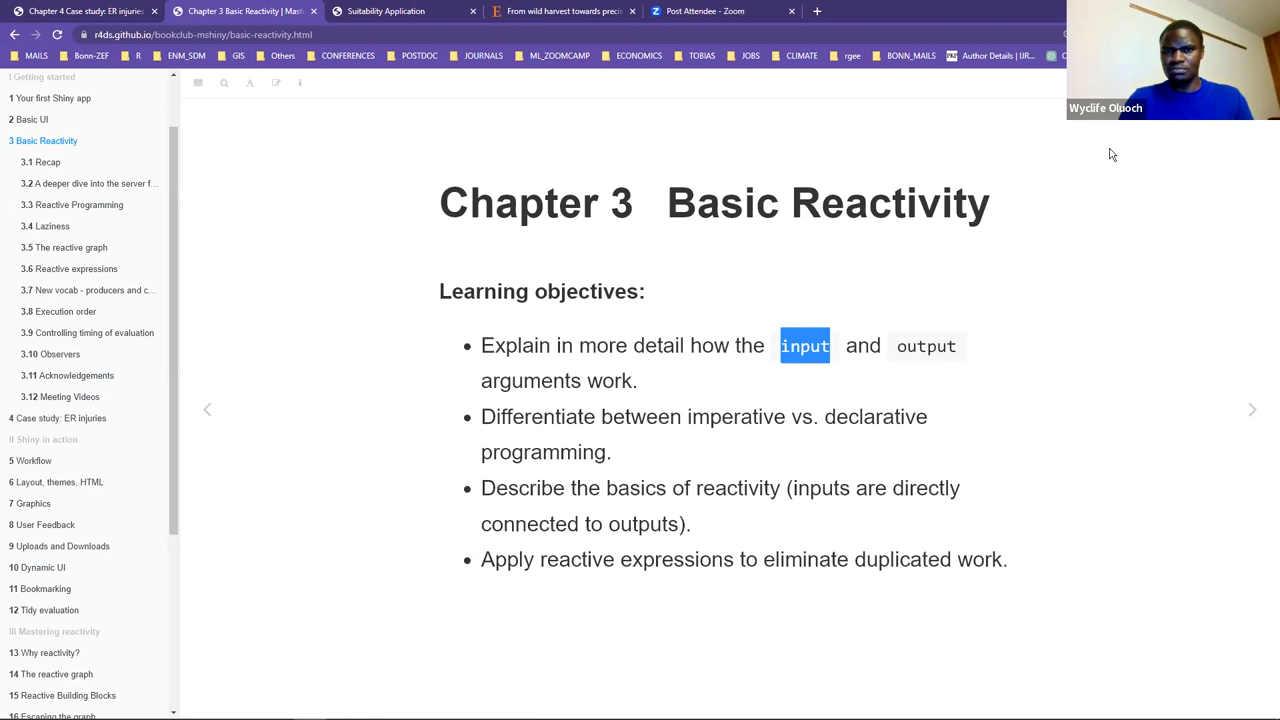 Chapter 4 Case study: ER injuries
Chapter 3 Basic Reactivity | Mast
Suitability Application
From wild harvest towards precis
Post Attendee - Zoom
r4ds.github.io/bookclub-mshiny/basic-reactivity.html
MAILS Bonn-ZEF R ENM_SDM GIS Others CONFERENCES POSTDOC JOURNALS ML_ZOOMCAMP ECONOMICS TOBIAS JOBS CLIMATE rgee BONN_MAILS Author Details | IJR...
Wyclife Oluoch
I Getting started
1 Your first Shiny app
2 Basic UI
3 Basic Reactivity
3.1 Recap
3.2 A deeper dive into the server f...
3.3 Reactive Programming
3.4 Laziness
3.5 The reactive graph
3.6 Reactive expressions
3.7 New vocab - producers and c...
3.8 Execution order
3.9 Controlling timing of evaluation
3.10 Observers
3.11 Acknowledgements
3.12 Meeting Videos
4 Case study: ER injuries
II Shiny in action
5 Workflow
6 Layout, themes, HTML
7 Graphics
8 User Feedback
9 Uploads and Downloads
10 Dynamic UI
11 Bookmarking
12 Tidy evaluation
III Mastering reactivity
13 Why reactivity?
14 The reactive graph
15 Reactive Building Blocks
16 Escaping the graph
Chapter 3 Basic Reactivity
Learning objectives:
• Explain in more detail how the input and output
arguments work.
• Differentiate between imperative vs. declarative
programming.
• Describe the basics of reactivity (inputs are directly
connected to outputs).
• Apply reactive expressions to eliminate duplicated work.